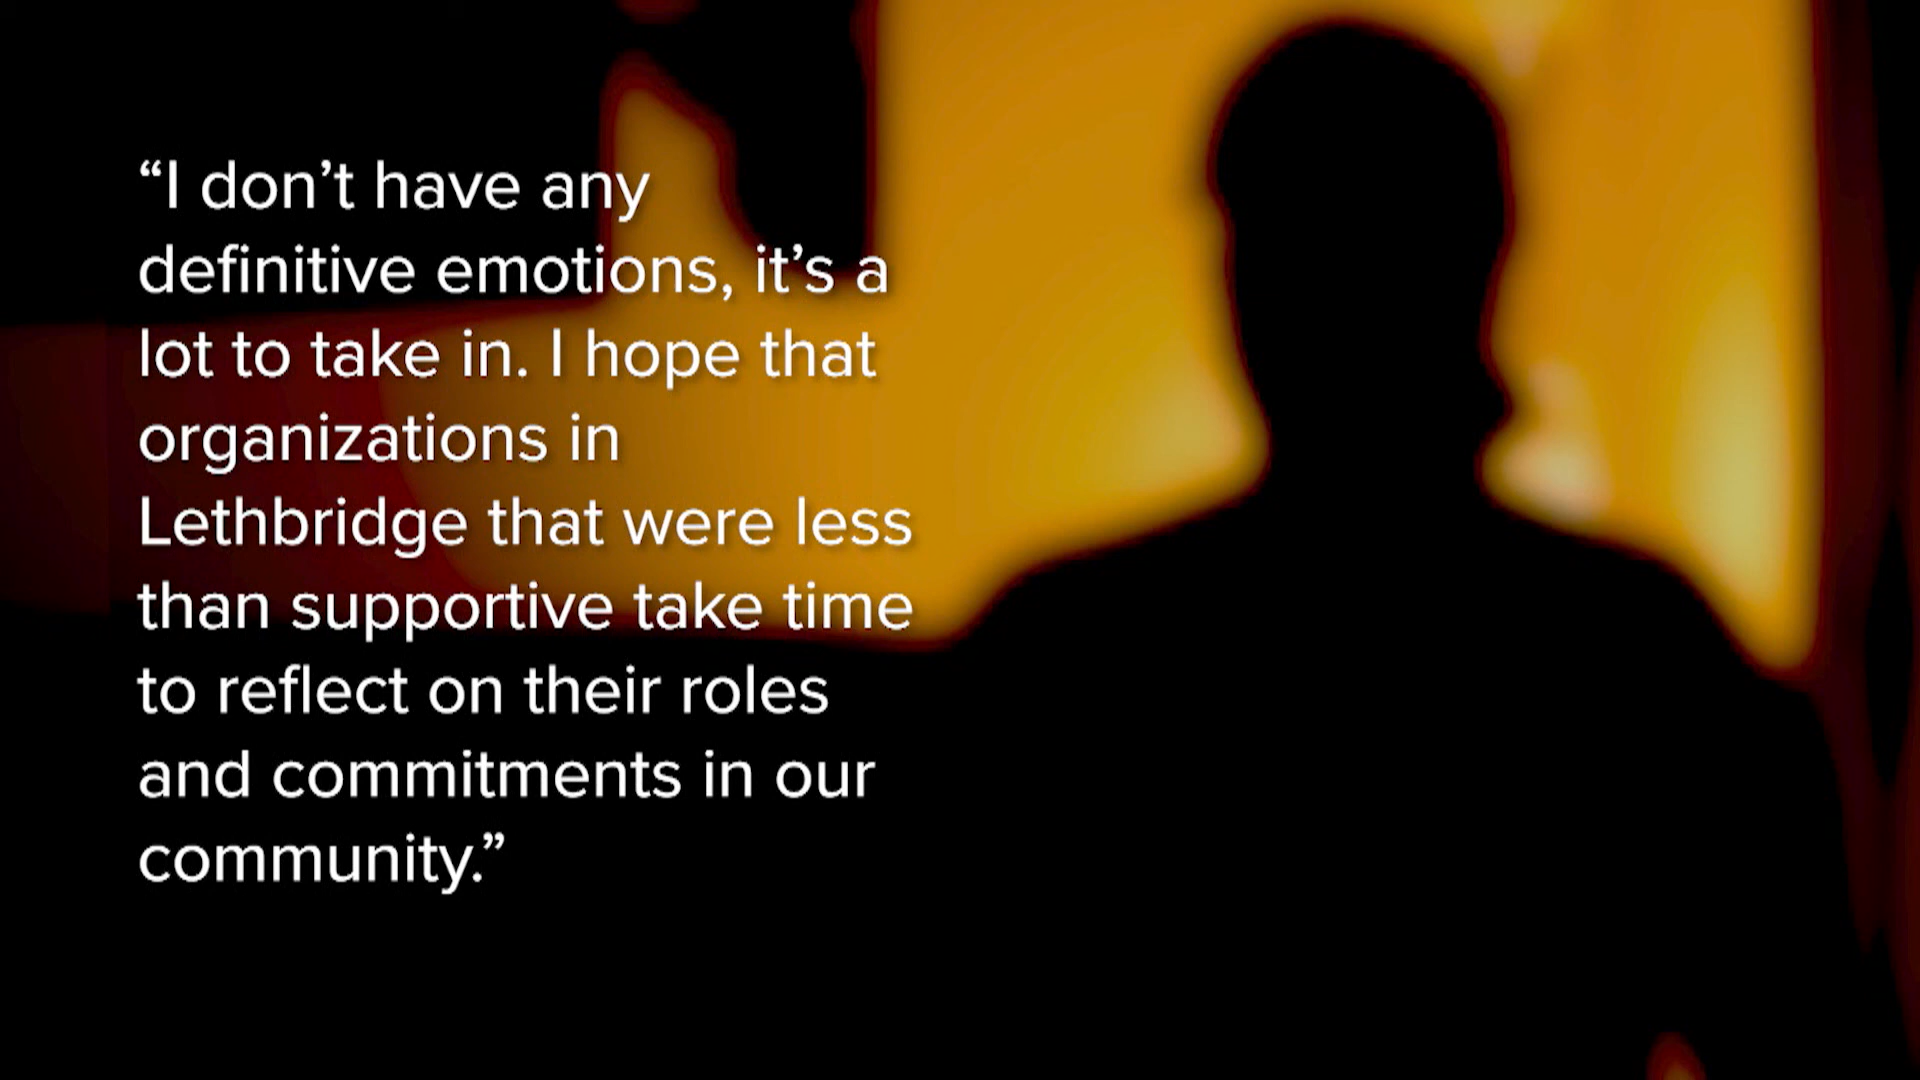 “I don’t have any
definitive emotions, it’s a
lot to take in. I hope that
organizations in
Lethbridge that were less
than supportive take time
to reflect on their roles
and commitments in our
community.”